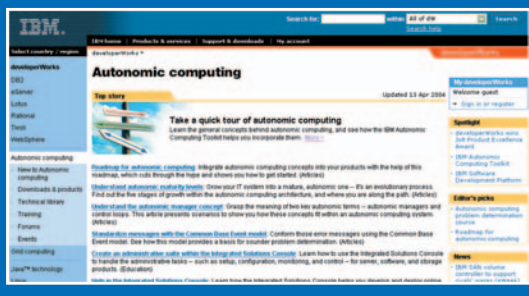 IBM.
Search for:
within
All of dW
Search
Search help
IBM home | Products & services | Support & downloads | My account
Select country / region
developerWorks
developerWorks
DB2
eServer
Lotus
Rational
Tivoli
WebSphere
Autonomic computing
New to Autonomic
computing
Downloads & products
Technical library
Training
Forums
Events
Grid computing
Java™ technology
Linux
Autonomic computing
Top story
Updated 13 Apr 2004
Take a quick tour of autonomic computing
Learn the general concepts behind autonomic computing, and see how the IBM Autonomic
Computing Toolkit helps you incorporate them. More
Roadmap for autonomic computing: Integrate autonomic computing concepts into your products with the help of this
roadmap, which cuts through the hype and shows you how to get started. (Articles)
Understand autonomic maturity levels: Grow your IT system into a mature, autonomic one -- it's an evolutionary process.
Find out the five stages of growth within the autonomic computing architecture, and where you are along the path. (Articles)
Understand the autonomic manager concept: Grasp the meaning of two key autonomic terms -- autonomic managers and
control loops. This article presents scenarios to show you how these concepts fit within an autonomic computing system.
(Articles)
Standardize messages with the Common Base Event model: Conform those error messages using the Common Base
Event model. See how this model provides a basis for sounder problem determination. (Articles)
Create an administrative suite within the Integrated Solutions Console: Learn how to use the Integrated Solutions Console
to handle the administrative tasks -- such as setup, configuration, monitoring, and control -- for server, software, and storage
products. (Education)
My developerWorks
Welcome guest
Sign in or register
Spotlight
developerWorks wins
Jolt Product Excellence
Award
IBM Autonomic
Computing Toolkit
IBM Software
Development Platform
Editor's picks
Autonomic computing
problem determination
course
Roadmap for
autonomic computing
News
IBM SAN volume
controller to support